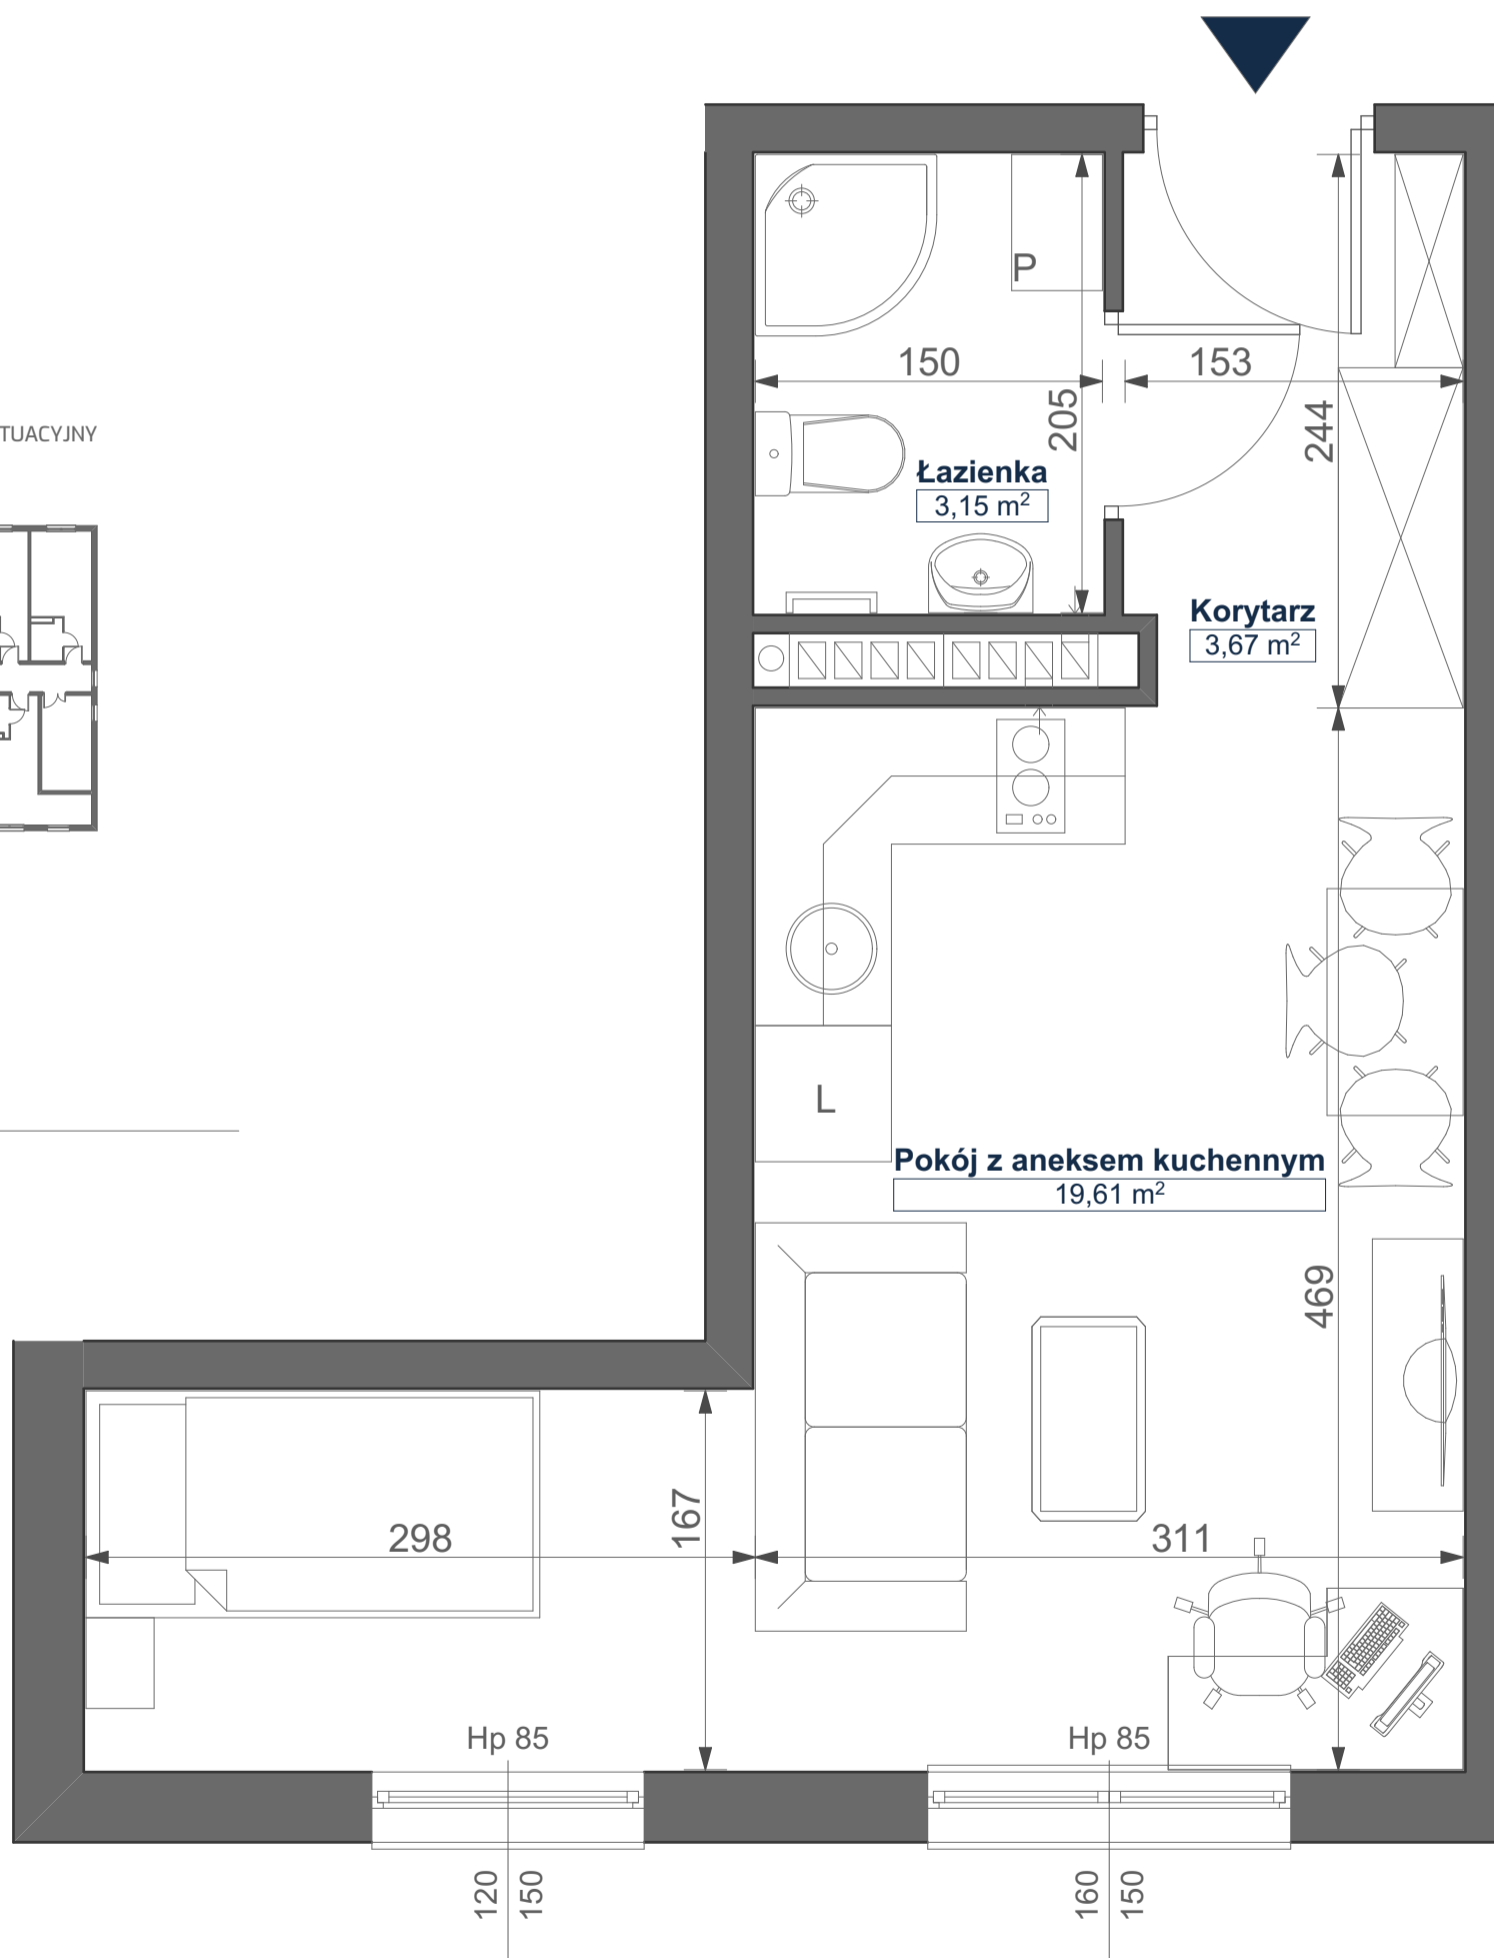 P
150
153
205
244
TUACYJNY
Łazienka
3,15 m²
Korytarz
3,67 m²
L
Pokój z aneksem kuchennym
19,61 m²
469
167
298
311
Hp 85
Hp 85
120
150
160
150